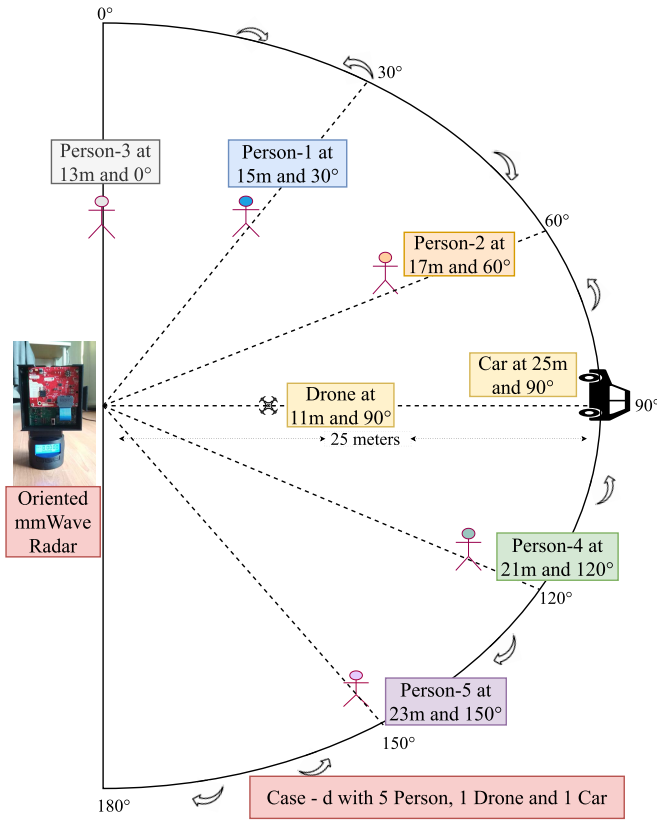 0°
30°
Person-3 at
13m and 0°
Person-1 at
15m and 30°
60°
Person-2 at
17m and 60°
Car at 25m
and 90°
Drone at
11m and 90°
90°
25 meters
Oriented
mmWave
Radar
Person-4 at
21m and 120°
120°
Person-5 at
23m and 150°
150°
180°
Case - d with 5 Person, 1 Drone and 1 Car